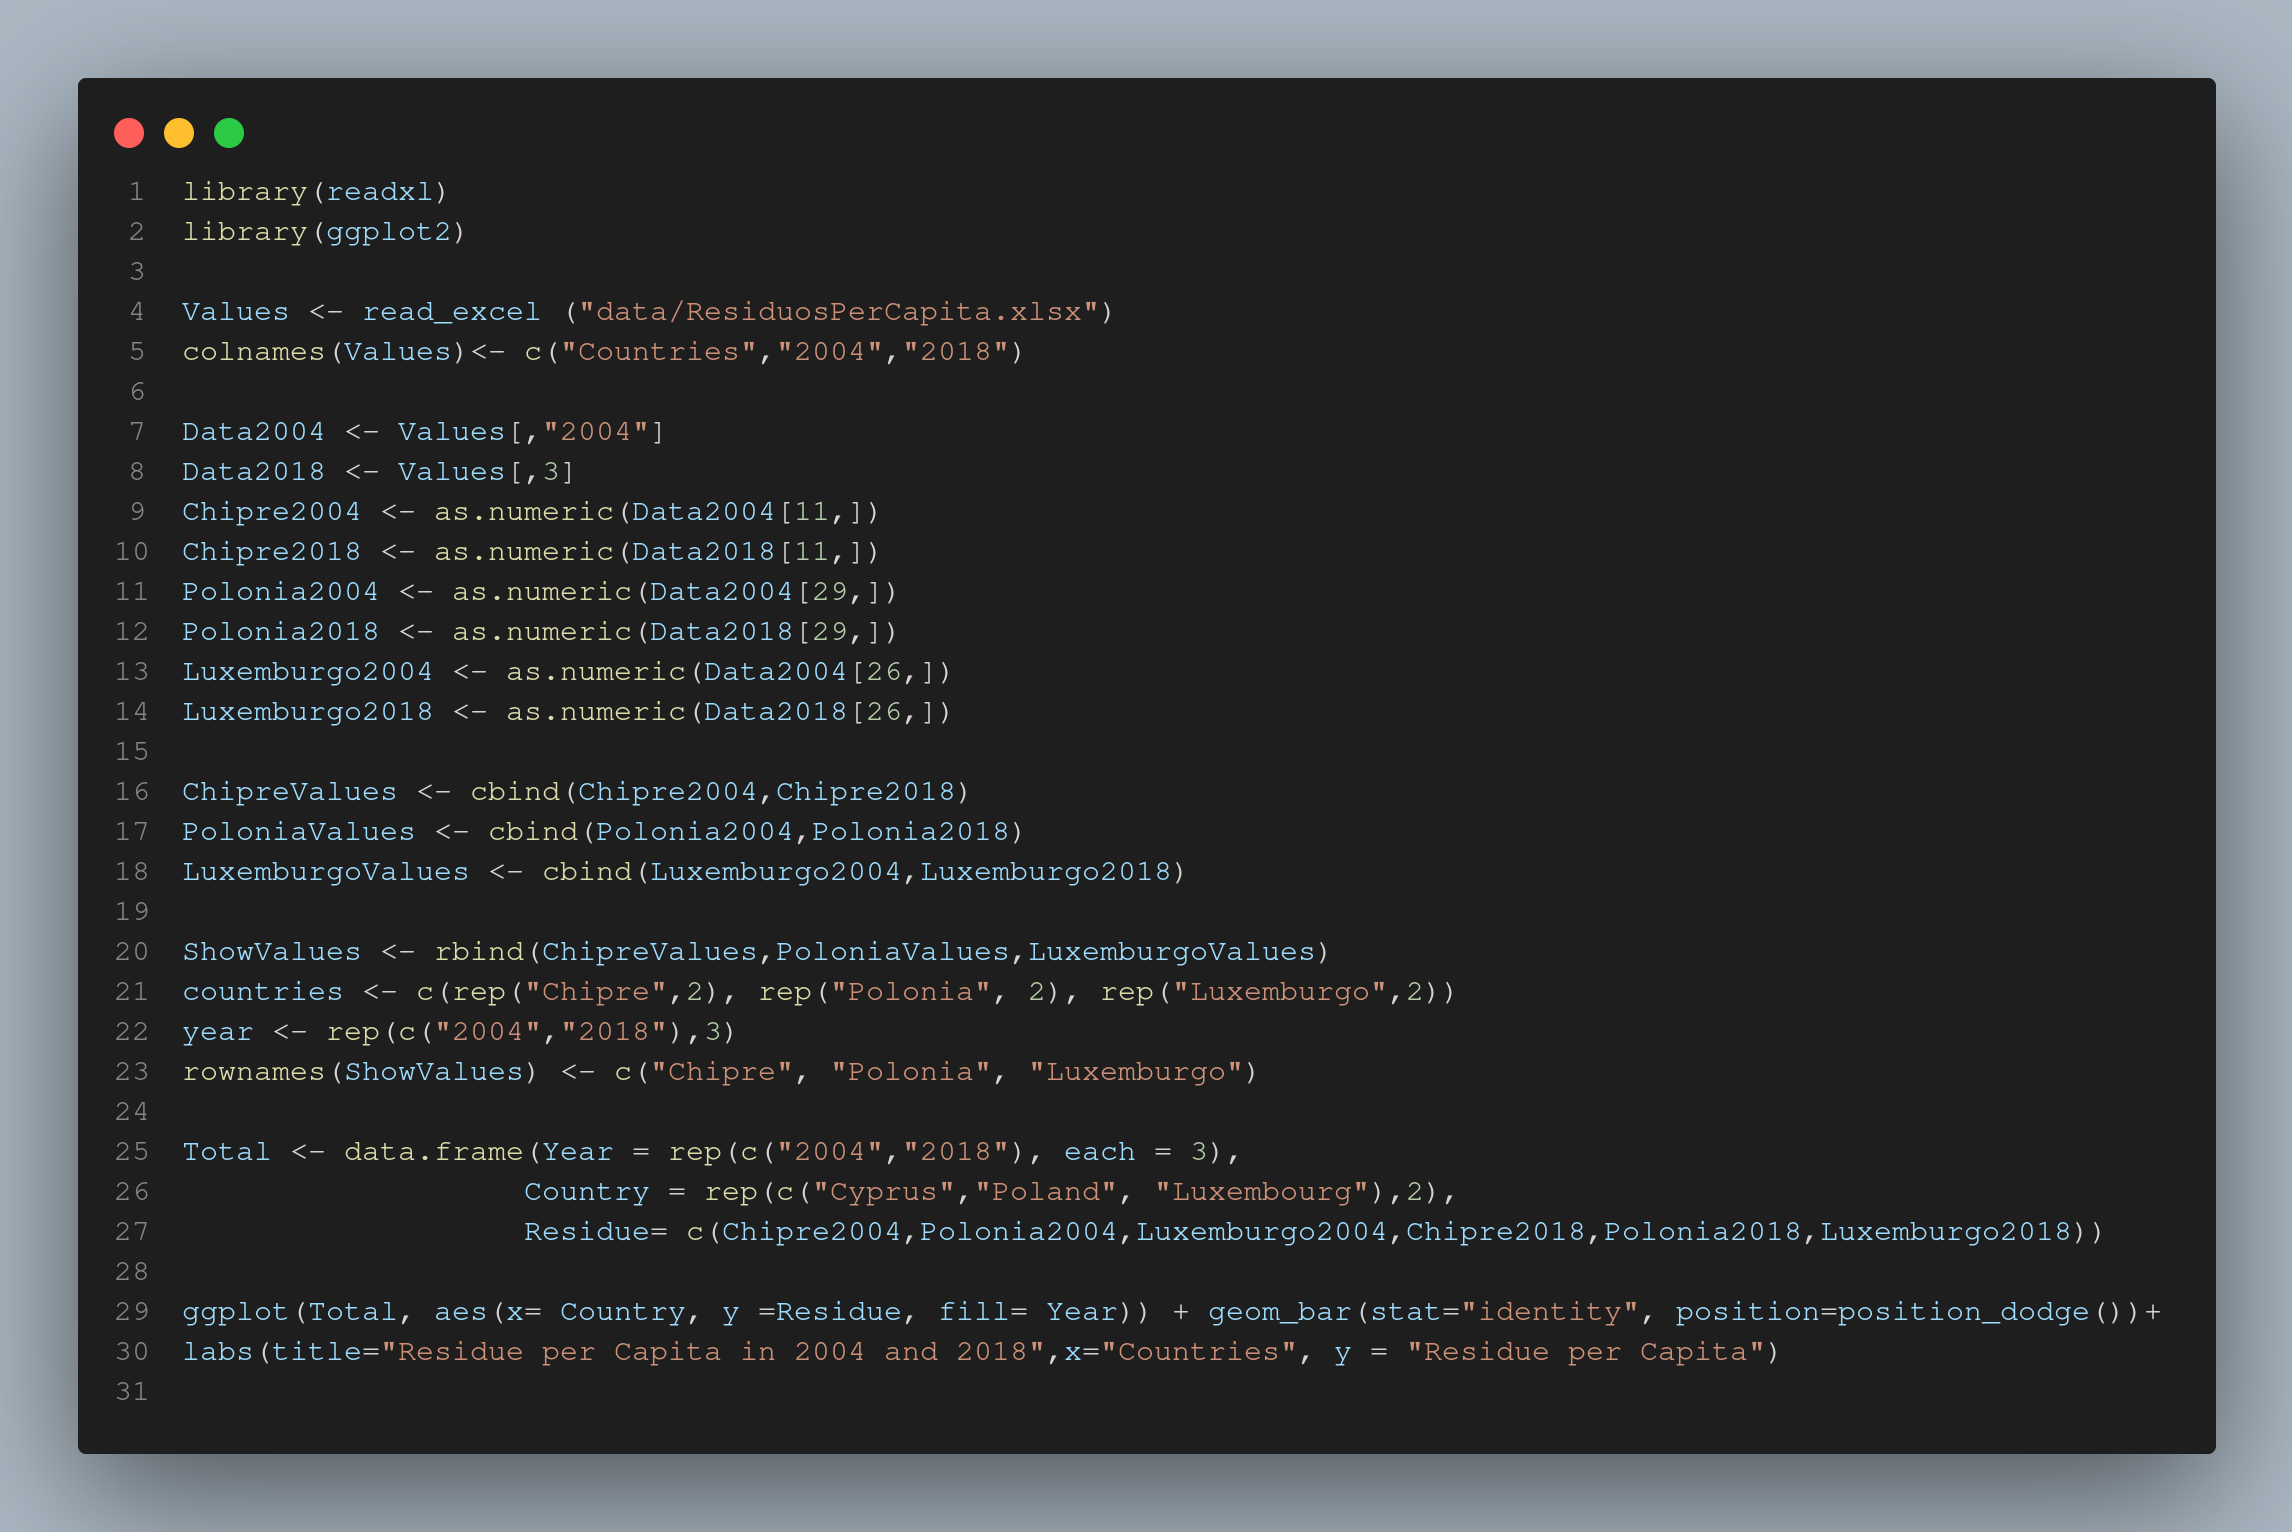 1 library(readxl)
2 library(ggplot2)
3
4 Values <- read_excel ("data/ResiduosPerCapita.xlsx")
5 colnames(Values)<- c("Countries","2004","2018")
6
7 Data2004 <- Values[,"2004"]
8 Data2018 <- Values[,3]
9 Chipre2004 <- as.numeric(Data2004[11,])
10 Chipre2018 <- as.numeric(Data2018[11,])
11 Polonia2004 <- as.numeric(Data2004[29,])
12 Polonia2018 <- as.numeric(Data2018[29,])
13 Luxemburgo2004 <- as.numeric(Data2004[26,])
14 Luxemburgo2018 <- as.numeric(Data2018[26,])
15
16 ChipreValues <- cbind(Chipre2004,Chipre2018)
17 PoloniaValues <- cbind(Polonia2004,Polonia2018)
18 LuxemburgoValues <- cbind(Luxemburgo2004,Luxemburgo2018)
19
20 ShowValues <- rbind(ChipreValues,PoloniaValues,LuxemburgoValues)
21 countries <- c(rep("Chipre",2), rep("Polonia", 2), rep("Luxemburgo",2))
22 year <- rep(c("2004","2018"),3)
23 rownames(ShowValues) <- c("Chipre", "Polonia", "Luxemburgo")
24
25 Total <- data.frame(Year = rep(c("2004","2018"), each = 3),
26                    Country = rep(c("Cyprus","Poland", "Luxembourg"),2),
27                    Residue= c(Chipre2004,Polonia2004,Luxemburgo2004,Chipre2018,Polonia2018,Luxemburgo2018))
28
29 ggplot(Total, aes(x= Country, y =Residue, fill= Year)) + geom_bar(stat="identity", position=position_dodge())+
30 labs(title="Residue per Capita in 2004 and 2018",x="Countries", y = "Residue per Capita")
31